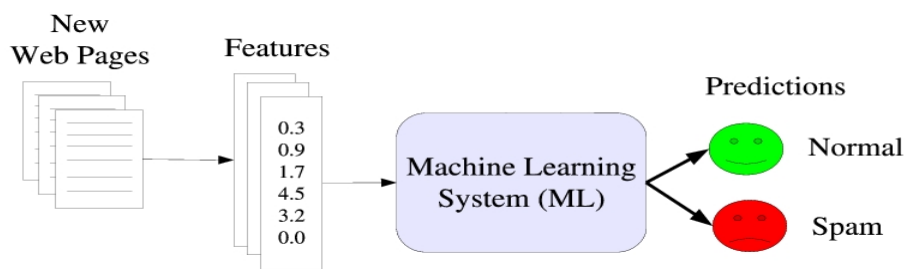 New
Web Pages
Features
0.3
0.9
1.7
4.5
3.2
0.0
Machine Learning
System (ML)
Predictions
Normal
Spam